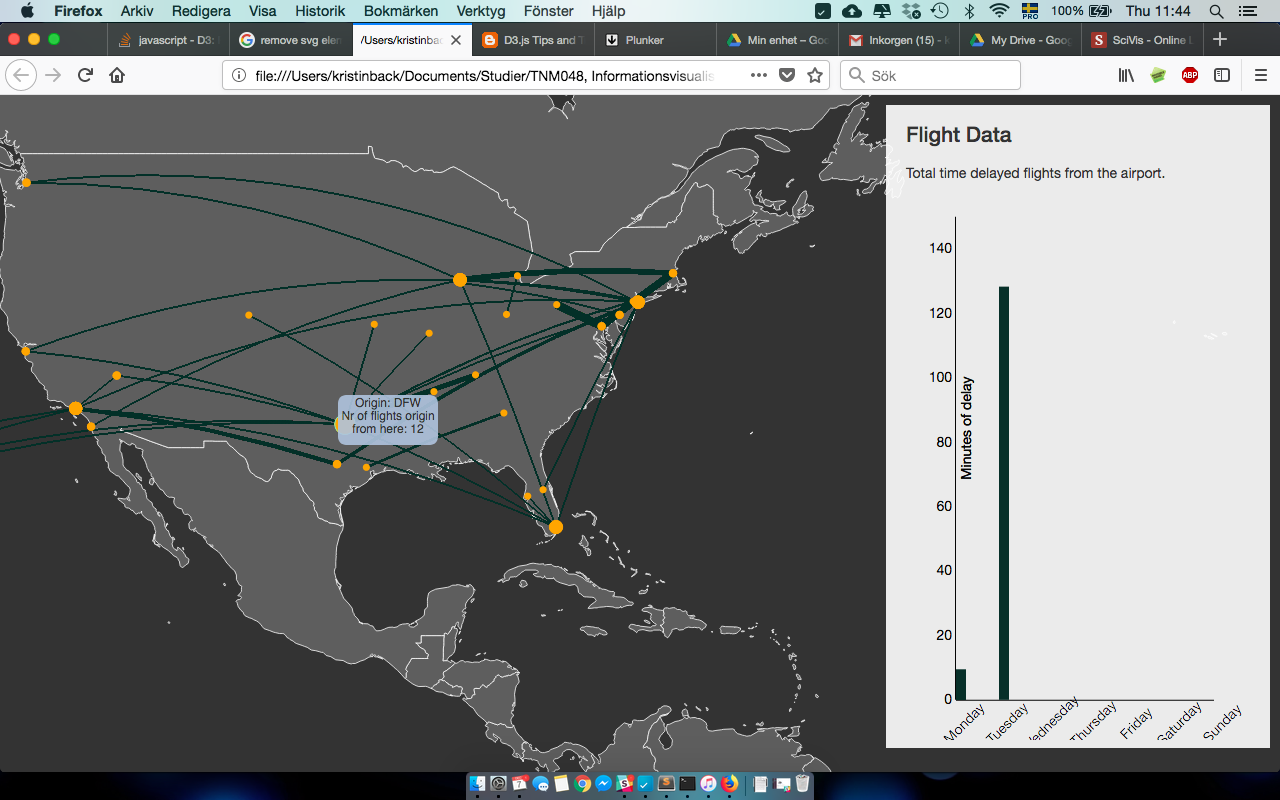 Firefox Arkiv Redigera Visa Historik Bokmärken Verktyg Fönster Hjälp PRO 100% Thu 11:44
javascript - D3: remove svg elem /Users/kristinbac D3.js Tips and T Plunker Min enhet – Goo Inkorgen (15) - My Drive - Goog S SciVis - Online L
file:///Users/kristinback/Documents/Studier/TNM048, Informationsvisualis Sök ABP
Flight Data
Total time delayed flights from the airport.
Origin: DFW
Nr of flights origin
from here: 12
Minutes of delay
140
120
100
80
60
40
20
0
Monday Tuesday Wednesday Thursday Friday Saturday Sunday
7